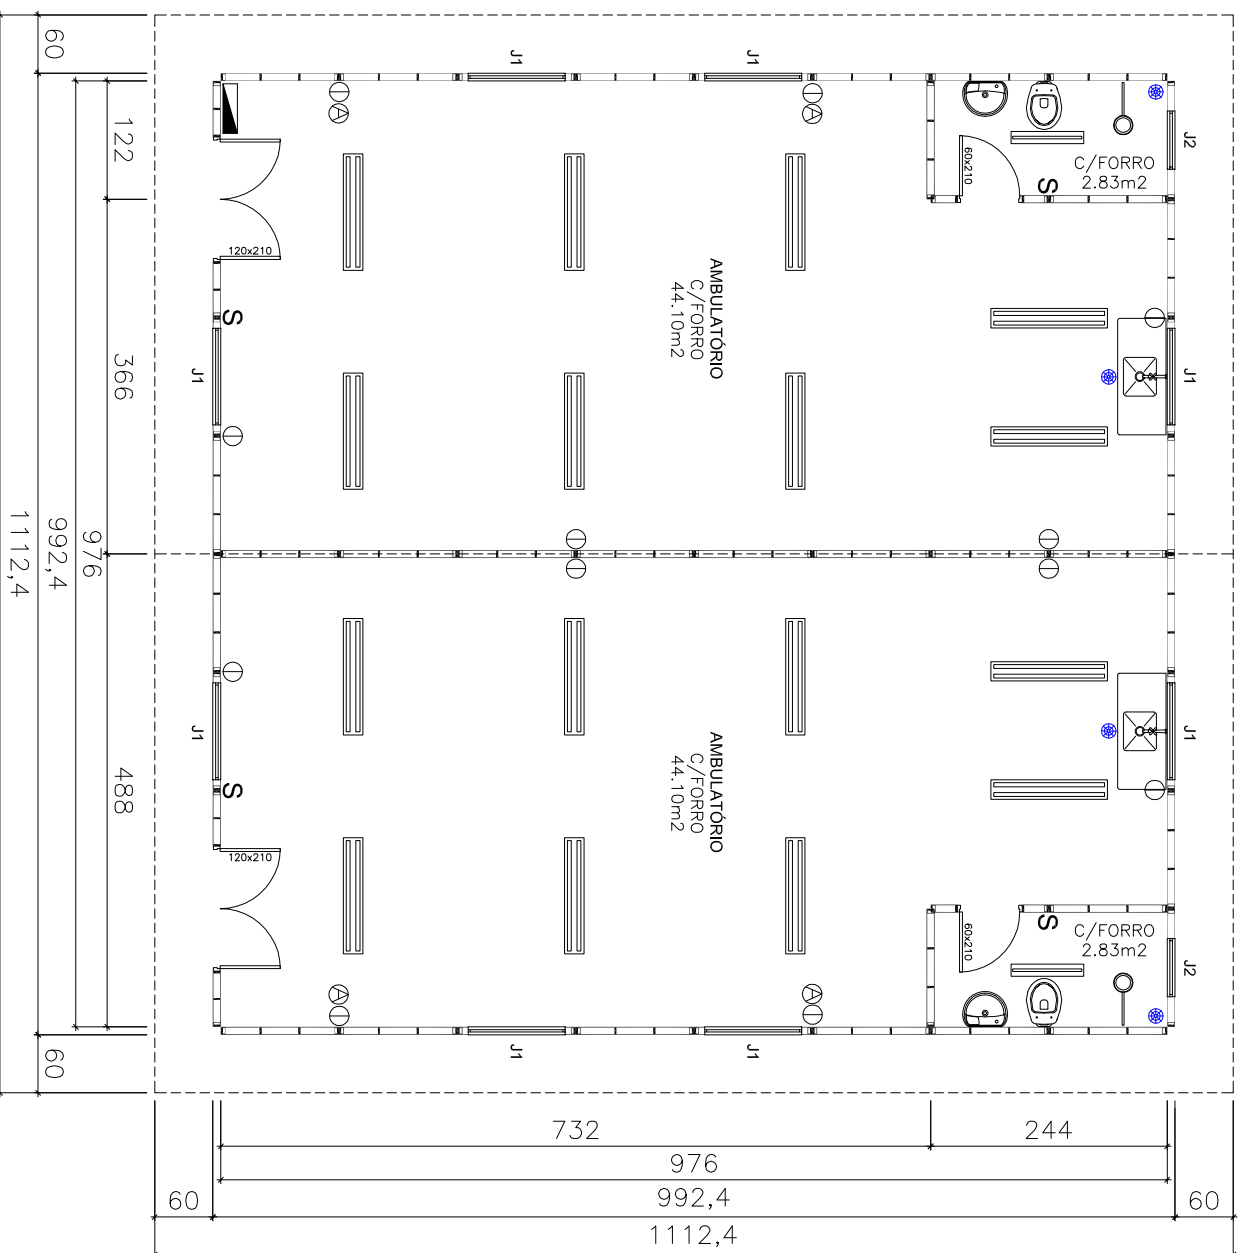 J1
J1
60
A
A
122
J2
C/FORRO
2.83m2
60x210
S
120x210
AMBULATÓRIO
C/FORRO
44.10m2
S
J1
J1
366
976
992,4
1112,4
J1
J1
AMBULATÓRIO
C/FORRO
44.10m2
488
S
120x210
60x210
S
C/FORRO
2.83m2
J2
A
A
J1
J1
60
732
244
976
60
992,4
60
1112,4